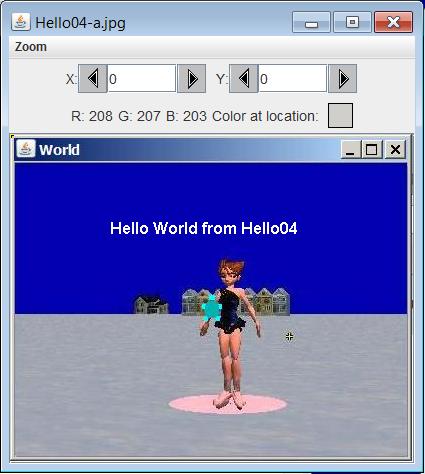 Hello04-a.jpg
Zoom
X: 0 Y: 0
R: 208 G: 207 B: 203 Color at location:
World
Hello World from Hello04